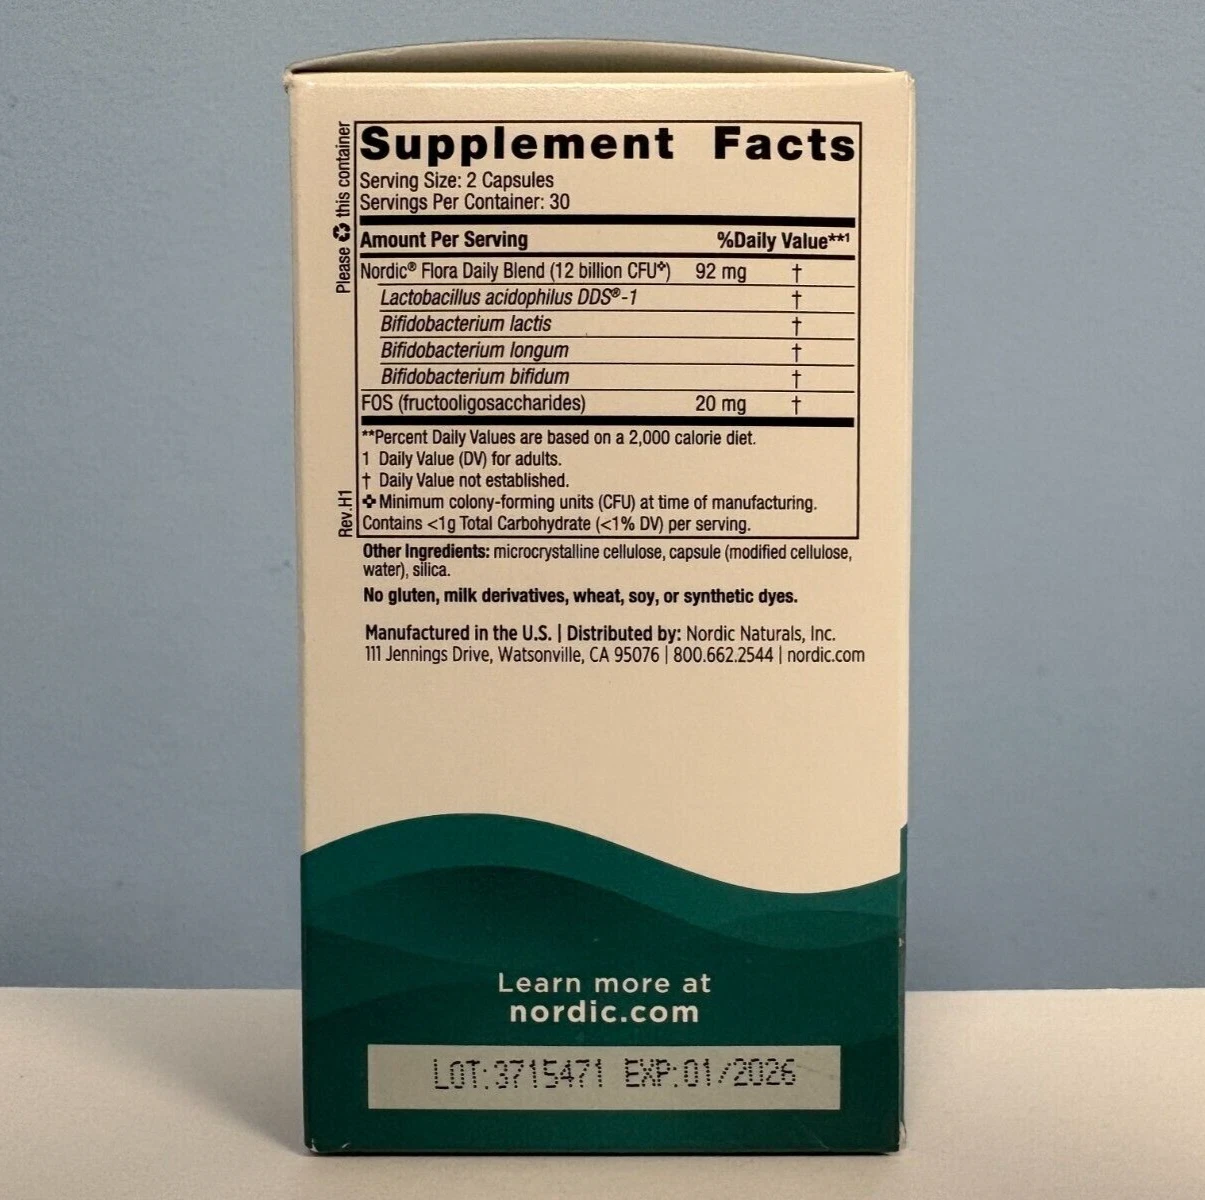 Supplement Facts
Serving Size: 2 Capsules
Servings Per Container: 30
Amount Per Serving %Daily Value**¹
Nordic® Flora Daily Blend (12 billion CFU✤) 92 mg †
Lactobacillus acidophilus DDS®-1 †
Bifidobacterium lactis †
Bifidobacterium longum †
Bifidobacterium bifidum †
FOS (fructooligosaccharides) 20 mg †
**Percent Daily Values are based on a 2,000 calorie diet.
1 Daily Value (DV) for adults.
† Daily Value not established.
✤ Minimum colony-forming units (CFU) at time of manufacturing.
Contains <1g Total Carbohydrate (<1% DV) per serving.
Please ♻ this container
Rev.H1
Other Ingredients: microcrystalline cellulose, capsule (modified cellulose,
water), silica.
No gluten, milk derivatives, wheat, soy, or synthetic dyes.
Manufactured in the U.S. | Distributed by: Nordic Naturals, Inc.
111 Jennings Drive, Watsonville, CA 95076 | 800.662.2544 | nordic.com
Learn more at
nordic.com
LOT:3715471 EXP:01/2026